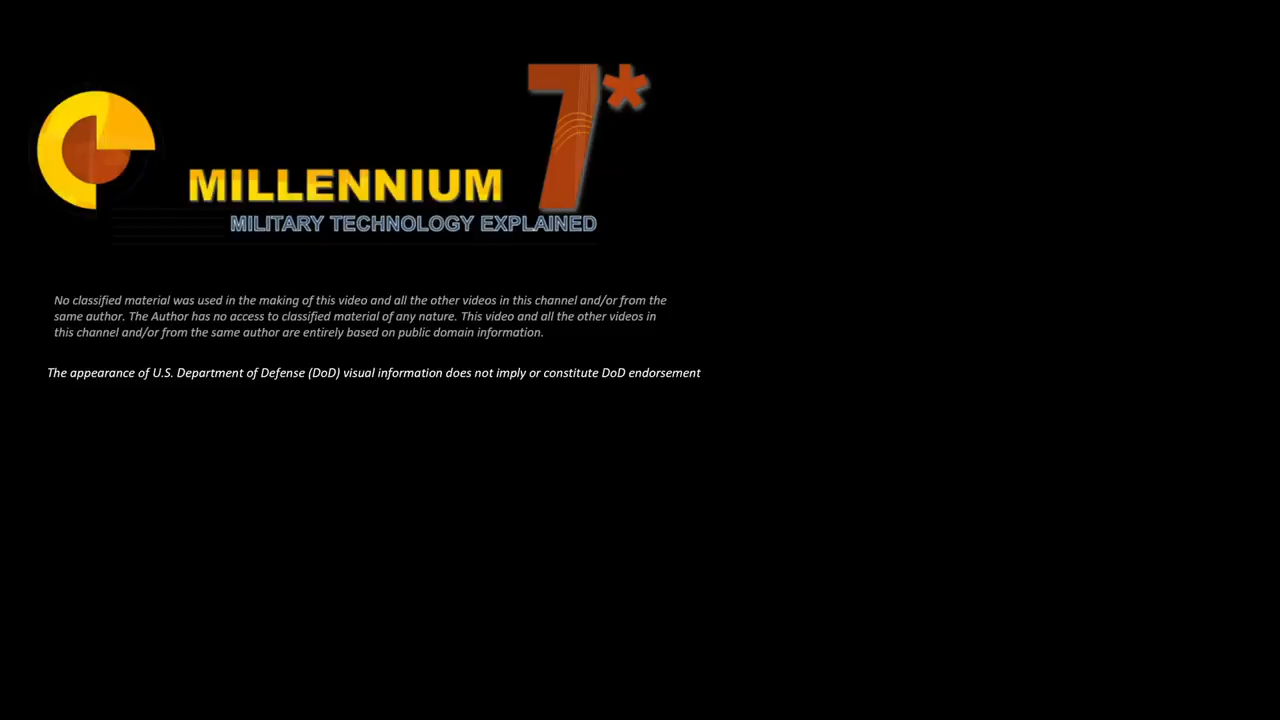 7*
MILLENNIUM
MILITARY TECHNOLOGY EXPLAINED
No classified material was used in the making of this video and all the other videos in this channel and/or from the
same author. The Author has no access to classified material of any nature. This video and all the other videos in
this channel and/or from the same author are entirely based on public domain information.
The appearance of U.S. Department of Defense (DoD) visual information does not imply or constitute DoD endorsement